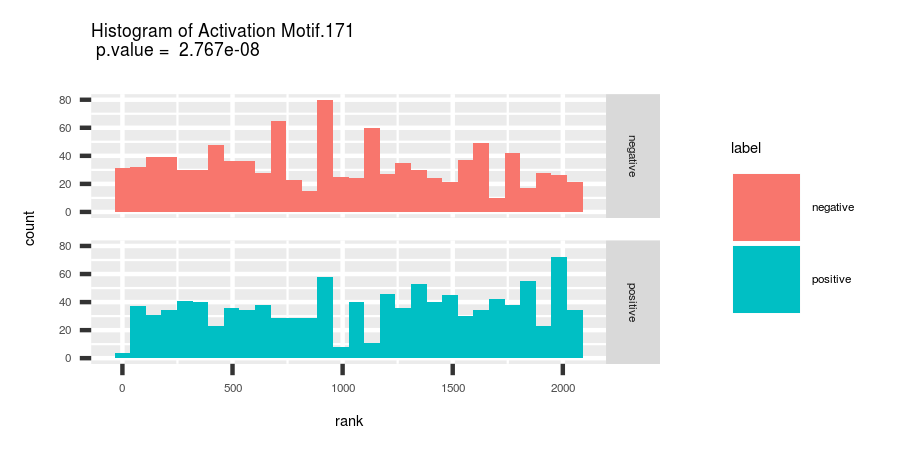 Histogram of Activation Motif.171
p.value = 2.767e-08
80
60
40
20
0
negative
80
60
40
20
0
positive
0 500 1000 1500 2000
rank
count
label
negative
positive